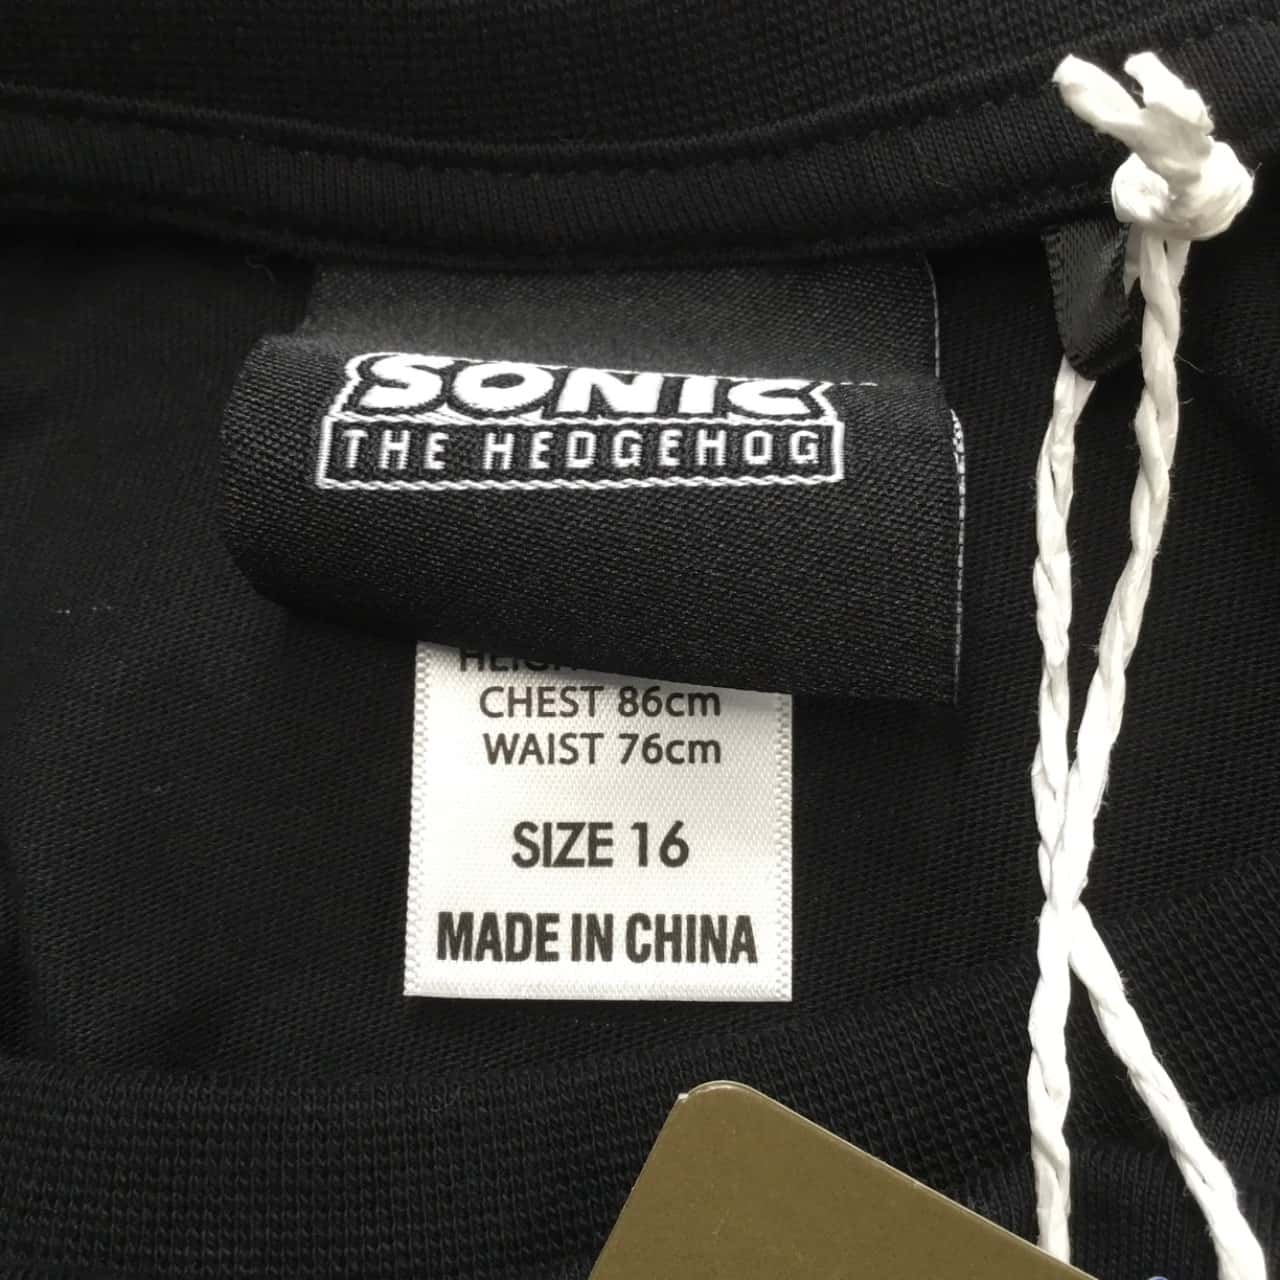 SONIC
THE HEDGEHOG
CHEST 86cm
WAIST 76cm
SIZE 16
MADE IN CHINA